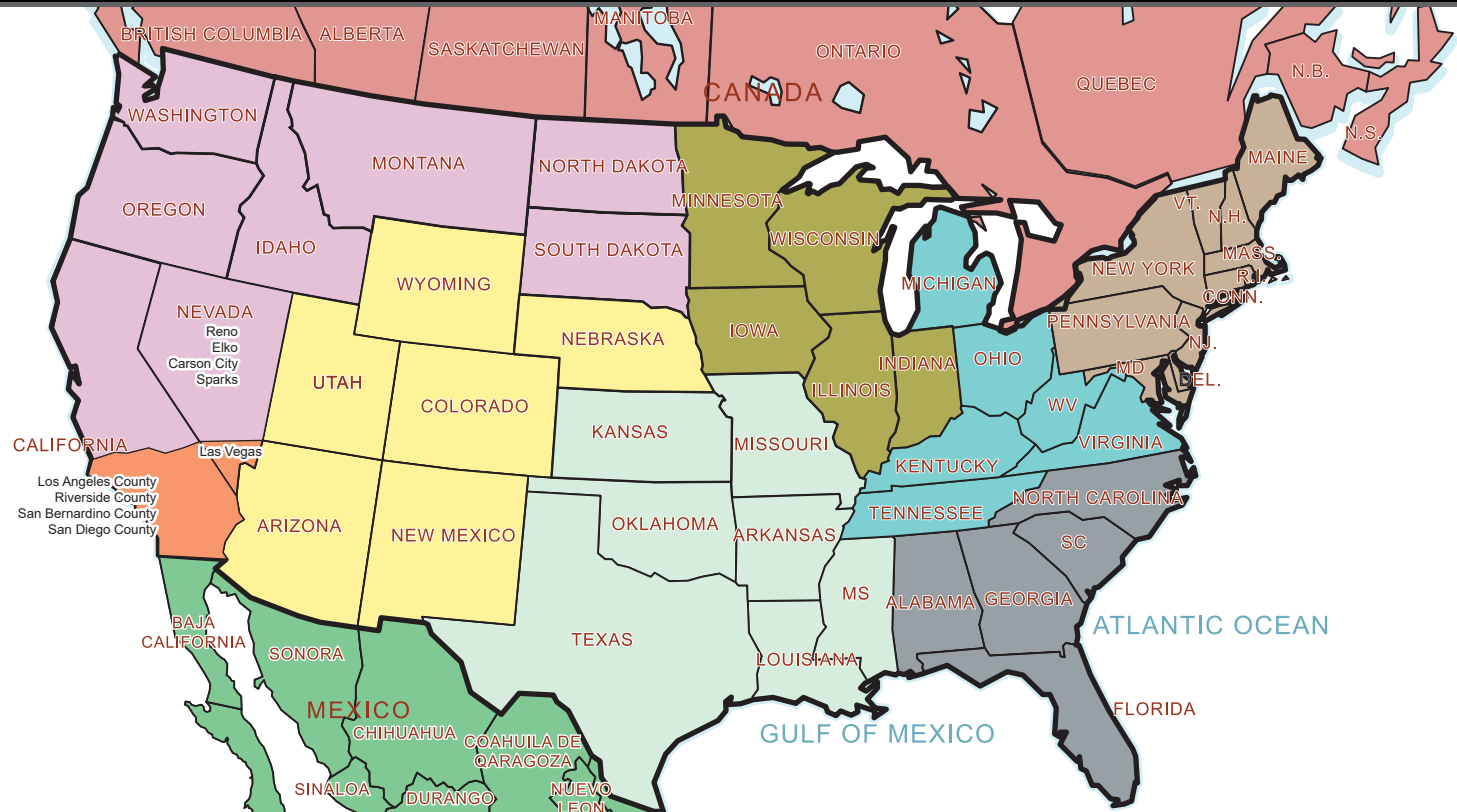 BRITISH COLUMBIA
ALBERTA
SASKATCHEWAN
MANITOBA
ONTARIO
QUEBEC
N.B.
N.S.
CANADA
WASHINGTON
MONTANA
NORTH DAKOTA
MINNESOTA
MAINE
OREGON
IDAHO
SOUTH DAKOTA
WISCONSIN
VT.
N.H.
MASS.
R.I.
CONN.
WYOMING
MICHIGAN
NEW YORK
NEVADA
Reno
Elko
Carson City
Sparks
NEBRASKA
IOWA
PENNSYLVANIA
NJ.
UTAH
COLORADO
ILLINOIS
INDIANA
OHIO
MD
DEL.
WV
VIRGINIA
CALIFORNIA
Las Vegas
KANSAS
MISSOURI
KENTUCKY
Los Angeles County
Riverside County
San Bernardino County
San Diego County
ARIZONA
NEW MEXICO
OKLAHOMA
ARKANSAS
TENNESSEE
NORTH CAROLINA
SC
MS
ALABAMA
GEORGIA
ATLANTIC OCEAN
BAJA
CALIFORNIA
SONORA
TEXAS
LOUISIANA
FLORIDA
MEXICO
CHIHUAHUA
COAHUILA DE
QARAGOZA
GULF OF MEXICO
SINALOA
DURANGO
NUEVO
LEON